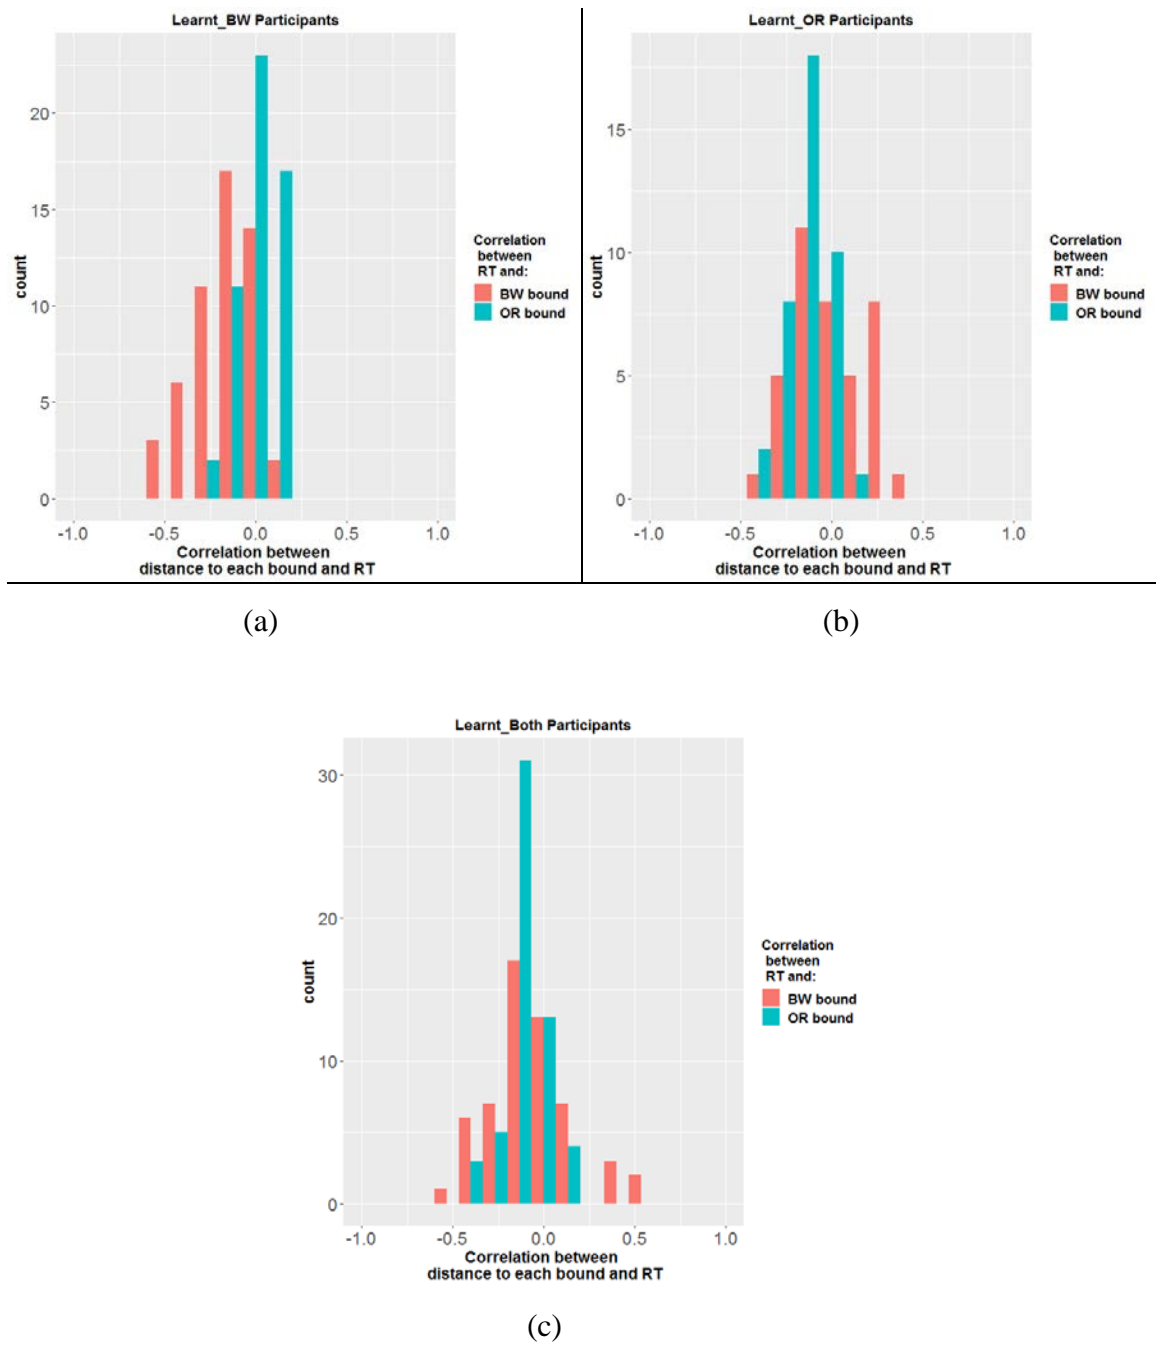 Learnt_BW Participants
20
15
10
5
0
count
-1.0 -0.5 0.0 0.5 1.0
Correlation between
distance to each bound and RT
Correlation
between
RT and:
BW bound
OR bound
(a)
Learnt_OR Participants
15
10
5
0
count
-1.0 -0.5 0.0 0.5 1.0
Correlation between
distance to each bound and RT
Correlation
between
RT and:
BW bound
OR bound
(b)
Learnt_Both Participants
30
20
10
0
count
-1.0 -0.5 0.0 0.5 1.0
Correlation between
distance to each bound and RT
Correlation
between
RT and:
BW bound
OR bound
(c)